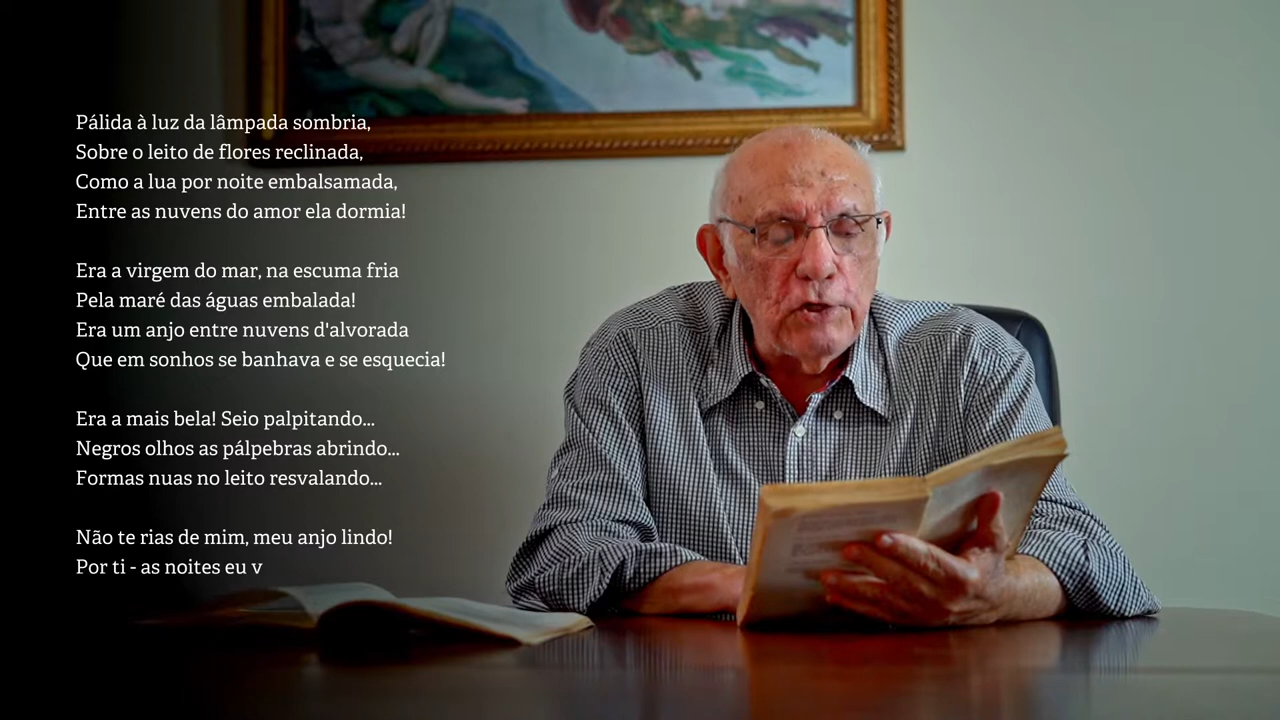 Pálida à luz da lâmpada sombria,
Sobre o leito de flores reclinada,
Como a lua por noite embalsamada,
Entre as nuvens do amor ela dormia!
Era a virgem do mar, na escuma fria
Pela maré das águas embalada!
Era um anjo entre nuvens d'alvorada
Que em sonhos se banhava e se esquecia!
Era a mais bela! Seio palpitando...
Negros olhos as pálpebras abrindo...
Formas nuas no leito resvalando...
Não te rias de mim, meu anjo lindo!
Por ti - as noites eu v